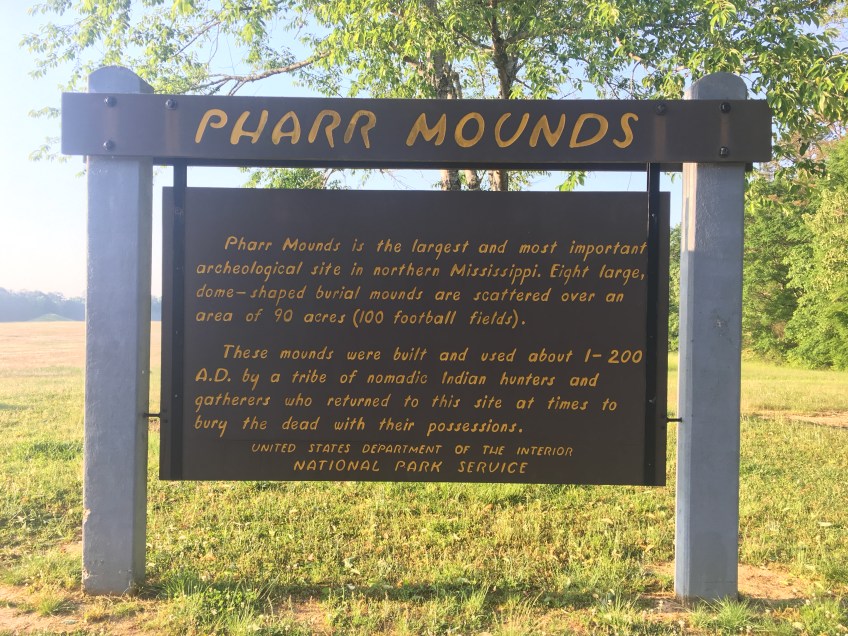 PHARR MOUNDS
Pharr Mounds is the largest and most important
archeological site in northern Mississippi. Eight large,
dome-shaped burial mounds are scattered over an
area of 90 acres (100 football fields).
These mounds were built and used about 1-200
A.D. by a tribe of nomadic Indian hunters and
gatherers who returned to this site at times to
bury the dead with their possessions.
UNITED STATES DEPARTMENT OF THE INTERIOR
NATIONAL PARK SERVICE